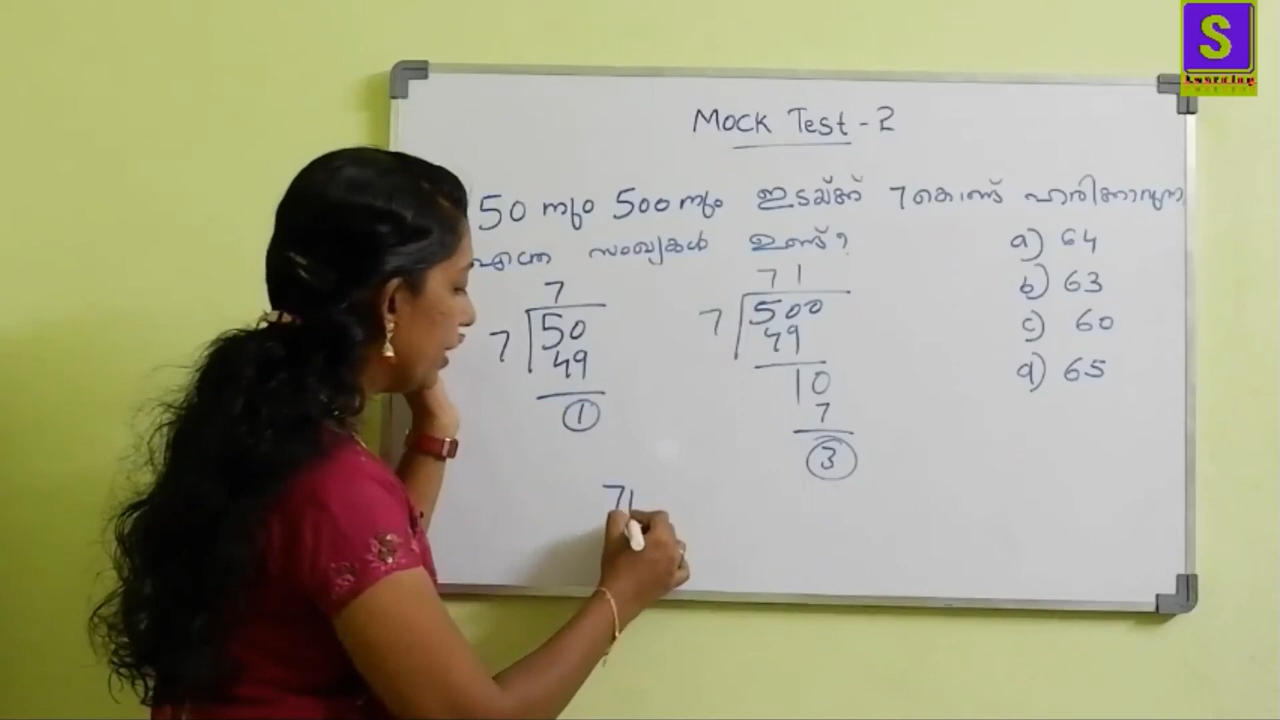 S
Learning
Mock Test - 2
50 നും 500 നും ഇടയ്ക്ക് 7 കൊണ്ട് ഹരിക്കാവുന്ന
എത്ര സംഖ്യകൾ ഉണ്ട്?
a) 64
b) 63
c) 60
d) 65
7
7 50
49
1
71
7 500
49
10
7
3
71